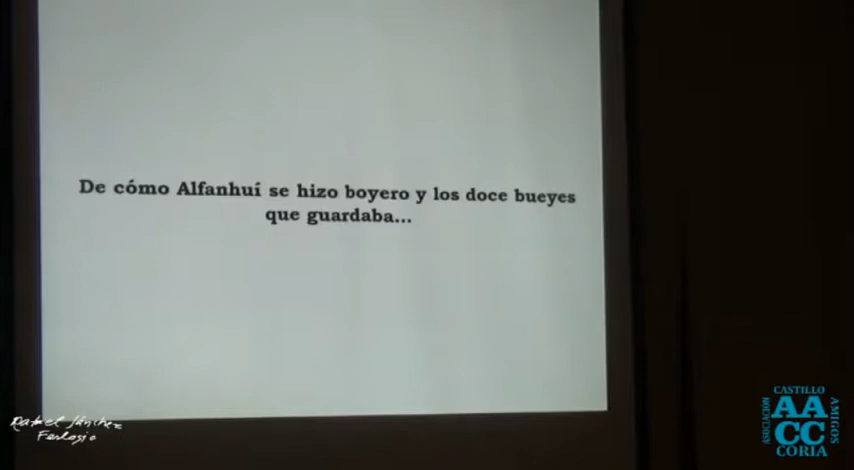 De cómo Alfanhuí se hizo boyero y los doce bueyes
que guardaba...
Rafael Sánchez
Ferlosio
CASTILLO
ASOCIACION
AA
CC
AMIGOS
CORIA